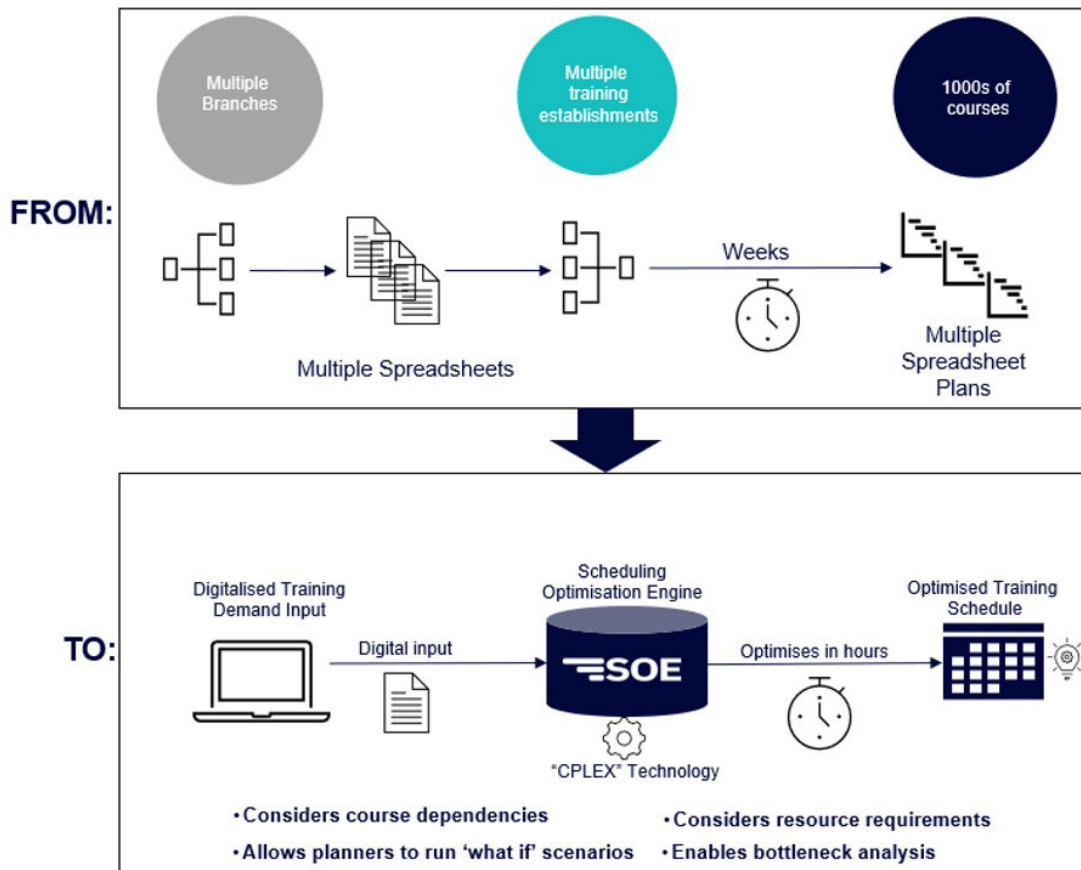 Multiple
Branches
Multiple
training
establishments
1000s of
courses
FROM:
Weeks
Multiple Spreadsheets
Multiple
Spreadsheet
Plans
TO:
Digitalised Training
Demand Input
Digital input
Scheduling
Optimisation Engine
SOE
"CPLEX" Technology
Optimises in hours
Optimised Training
Schedule
• Considers course dependencies
• Allows planners to run ‘what if’ scenarios
• Considers resource requirements
• Enables bottleneck analysis